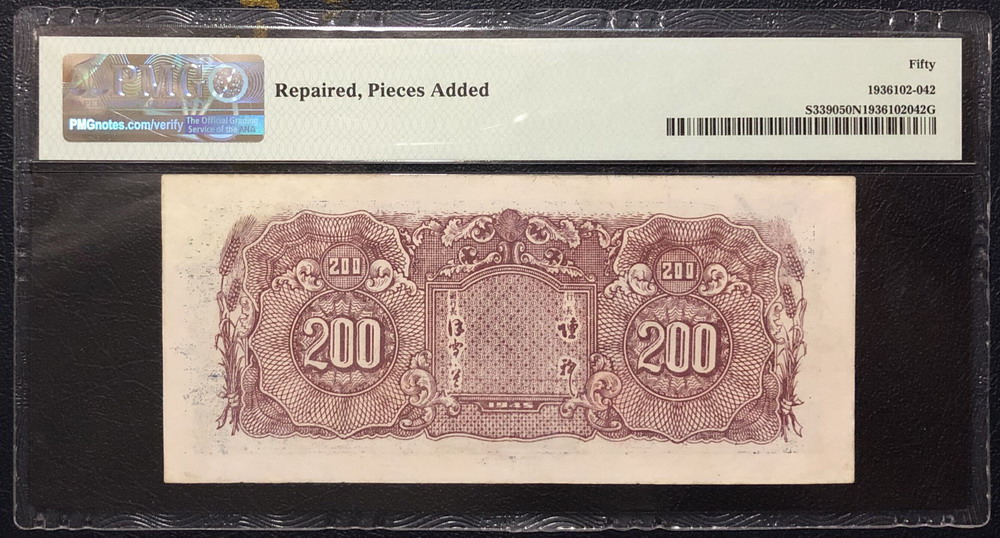 PMG
PMGnotes.com/verify
The Official Grading
Service of the ANA
Repaired, Pieces Added
Fifty
1936102-042
S339050N1936102042G
200
200
200
200
1945